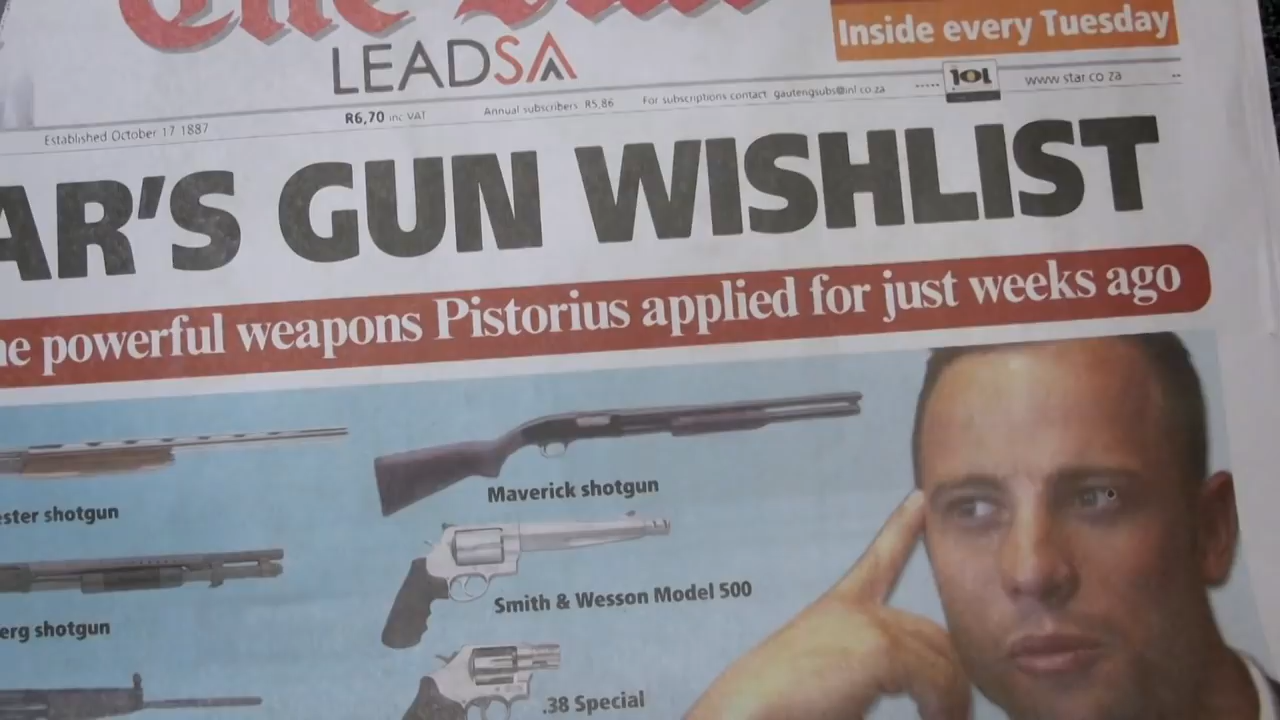 The Star
LEADSA
Inside every Tuesday
Established October 17 1887
R6,70 inc VAT
Annual subscribers R5,86
For subscriptions contact gautengsubs@inl.co.za
IOL
www star co za
AR'S GUN WISHLIST
he powerful weapons Pistorius applied for just weeks ago
ester shotgun
Maverick shotgun
Smith & Wesson Model 500
erg shotgun
.38 Special